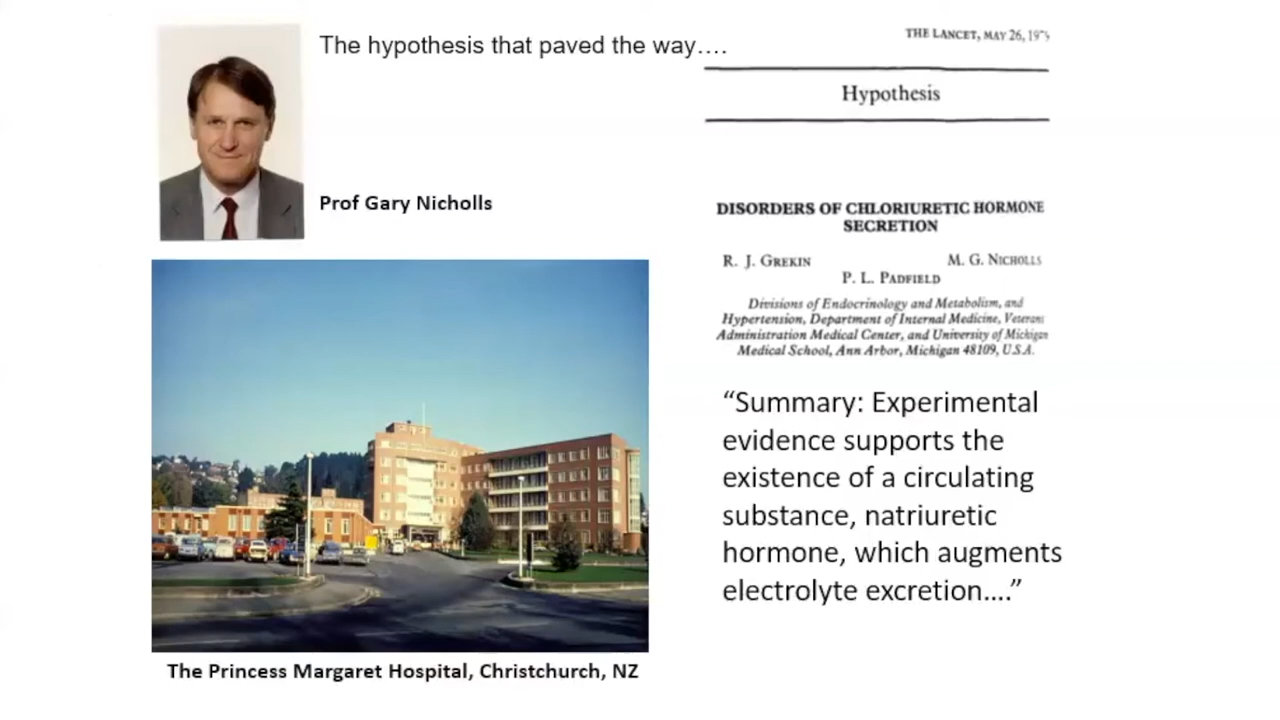 The hypothesis that paved the way....
Prof Gary Nicholls
The Princess Margaret Hospital, Christchurch, NZ
THE LANCET, MAY 26,
Hypothesis
DISORDERS OF CHLORIURETIC HORMONE
SECRETION
R. J. GREKIN
M. G. NICHOLLS
P. L. PADFIELD
Divisions of Endocrinology and Metabolism, and
Hypertension, Department of Internal Medicine, Veterans
Administration Medical Center, and University of Michigan
Medical School, Ann Arbor, Michigan 48109, U.S.A.
“Summary: Experimental
evidence supports the
existence of a circulating
substance, natriuretic
hormone, which augments
electrolyte excretion....”